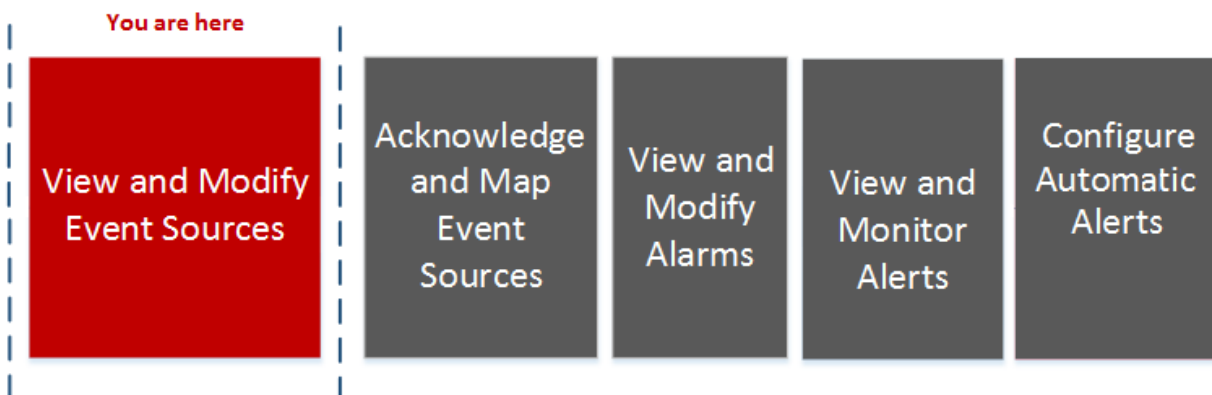 You are here
View and Modify
Event Sources
Acknowledge
and Map
Event
Sources
View and
Modify
Alarms
View and
Monitor
Alerts
Configure
Automatic
Alerts